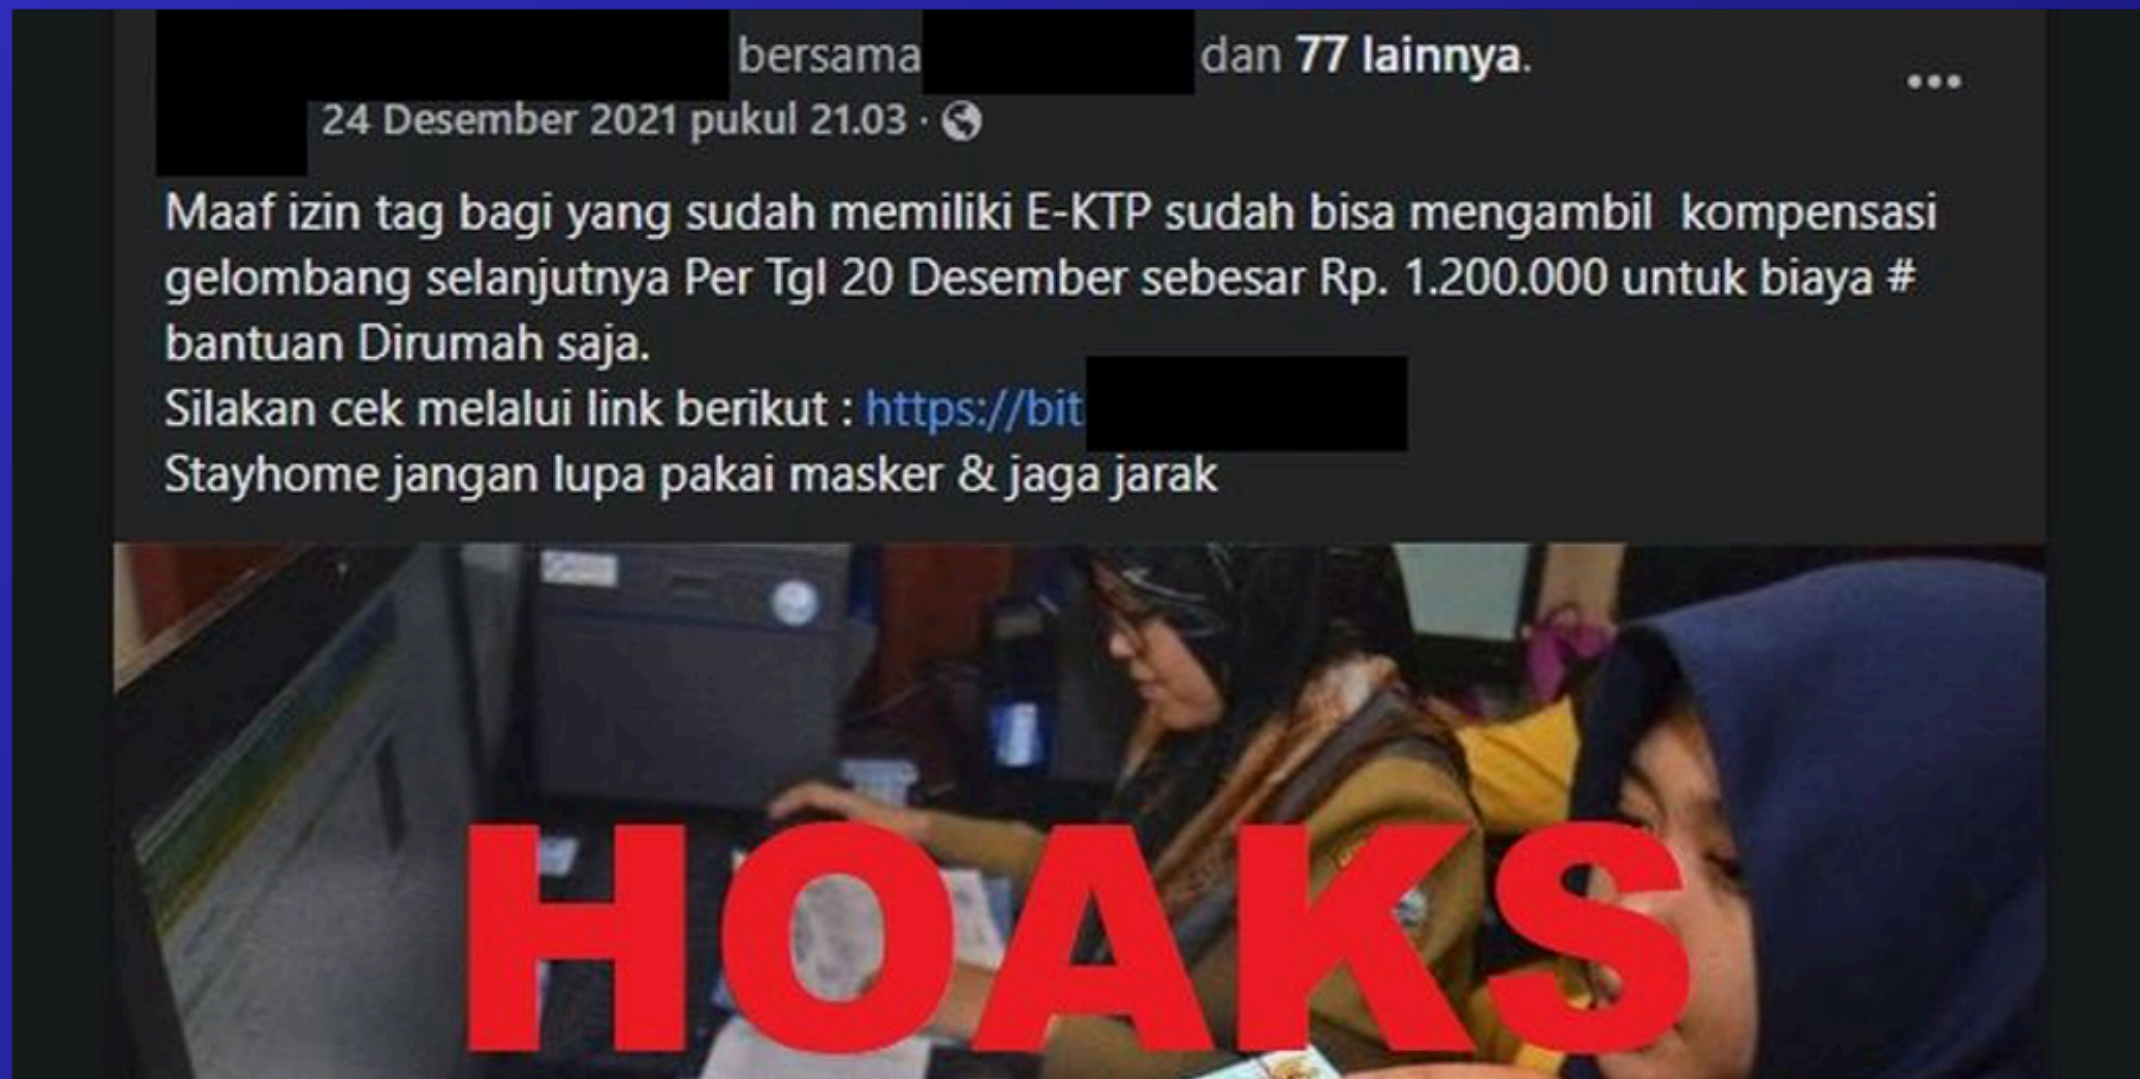 bersama dan 77 lainnya.
24 Desember 2021 pukul 21.03 ·
Maaf izin tag bagi yang sudah memiliki E-KTP sudah bisa mengambil kompensasi
gelombang selanjutnya Per Tgl 20 Desember sebesar Rp. 1.200.000 untuk biaya #
bantuan Dirumah saja.
Silakan cek melalui link berikut : https://bit
Stayhome jangan lupa pakai masker & jaga jarak
HOAKS